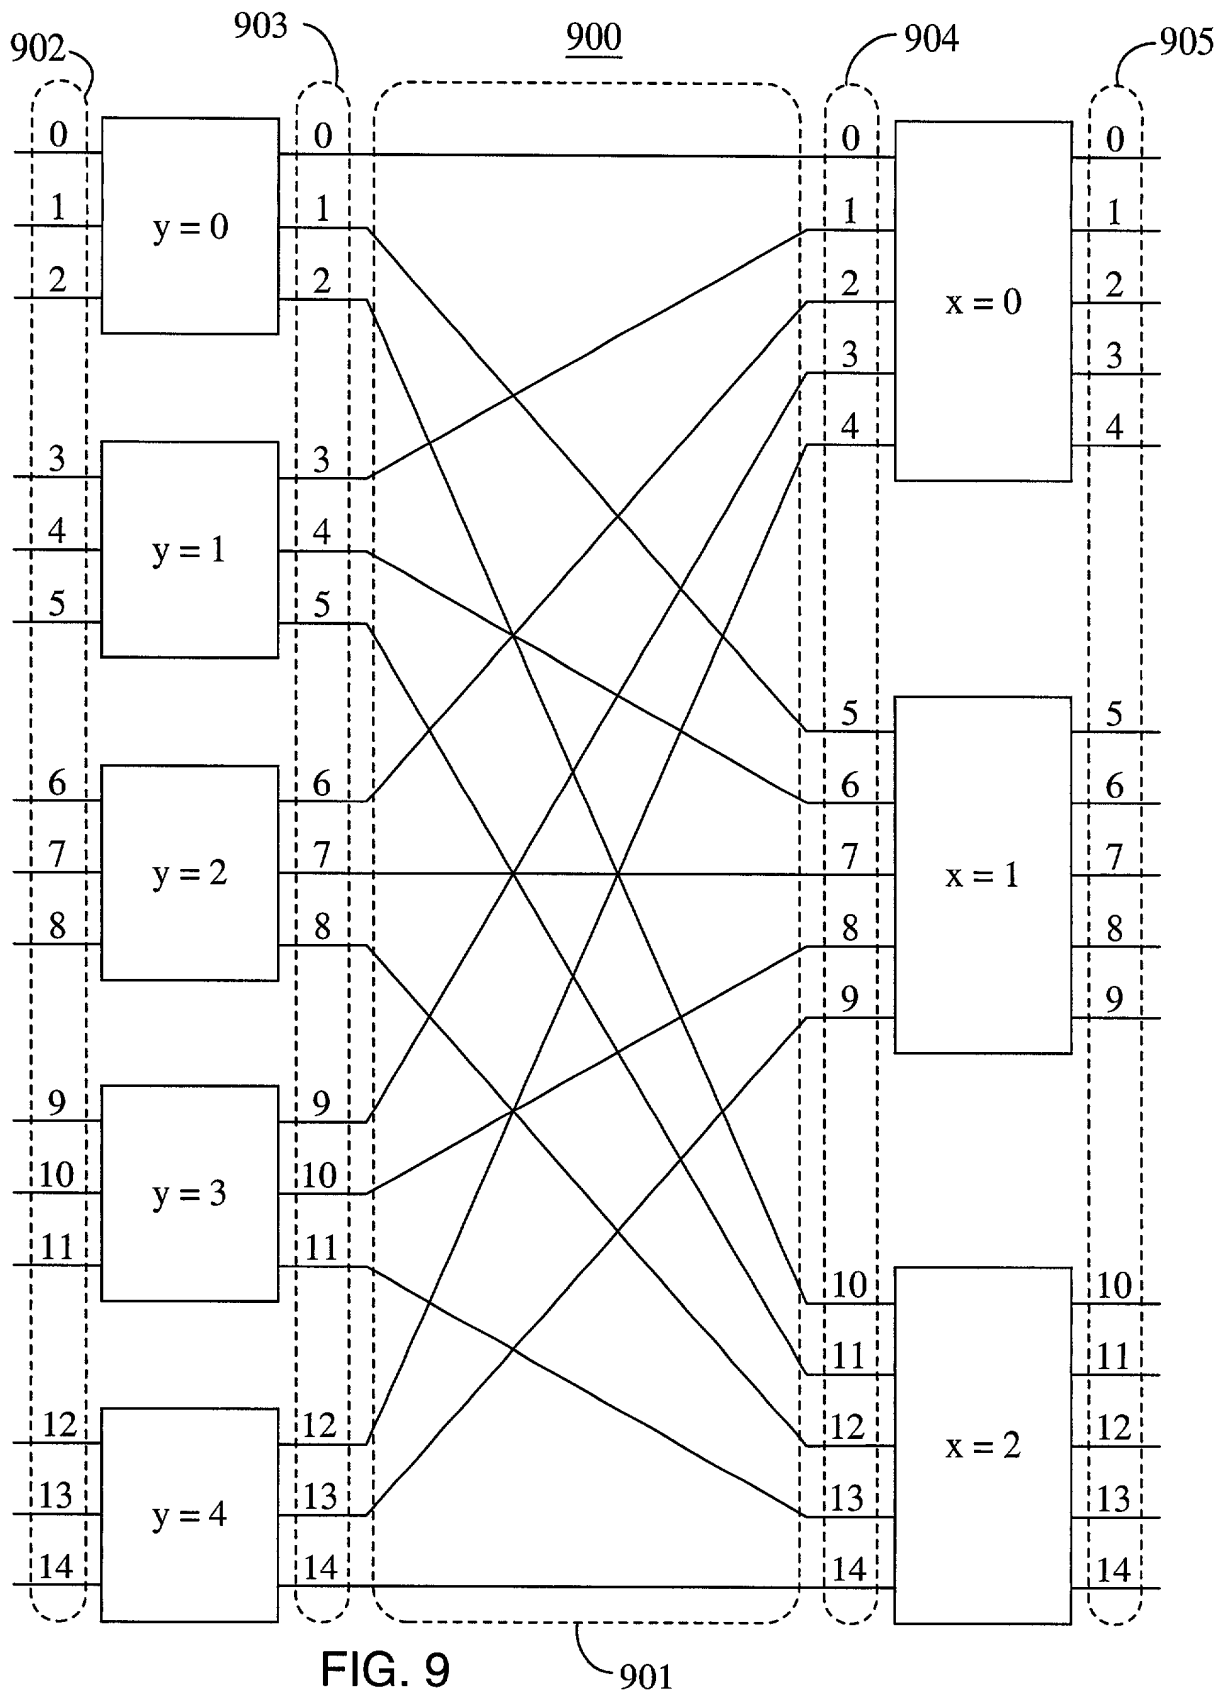 900
902
903
904
905
0 0 0 0
1 y = 0 1 1 1
2 2 2 x = 0 2
3 3
4 4
3 3
4 y = 1 4
5 5
5 5
6 6 6 6
7 y = 2 7 7 x = 1 7
8 8 8 8
9 9
9 9
10 y = 3 10
11 11
10 10
11 11
12 12 12 x = 2 12
13 y = 4 13 13 13
14 14 14 14
FIG. 9
901